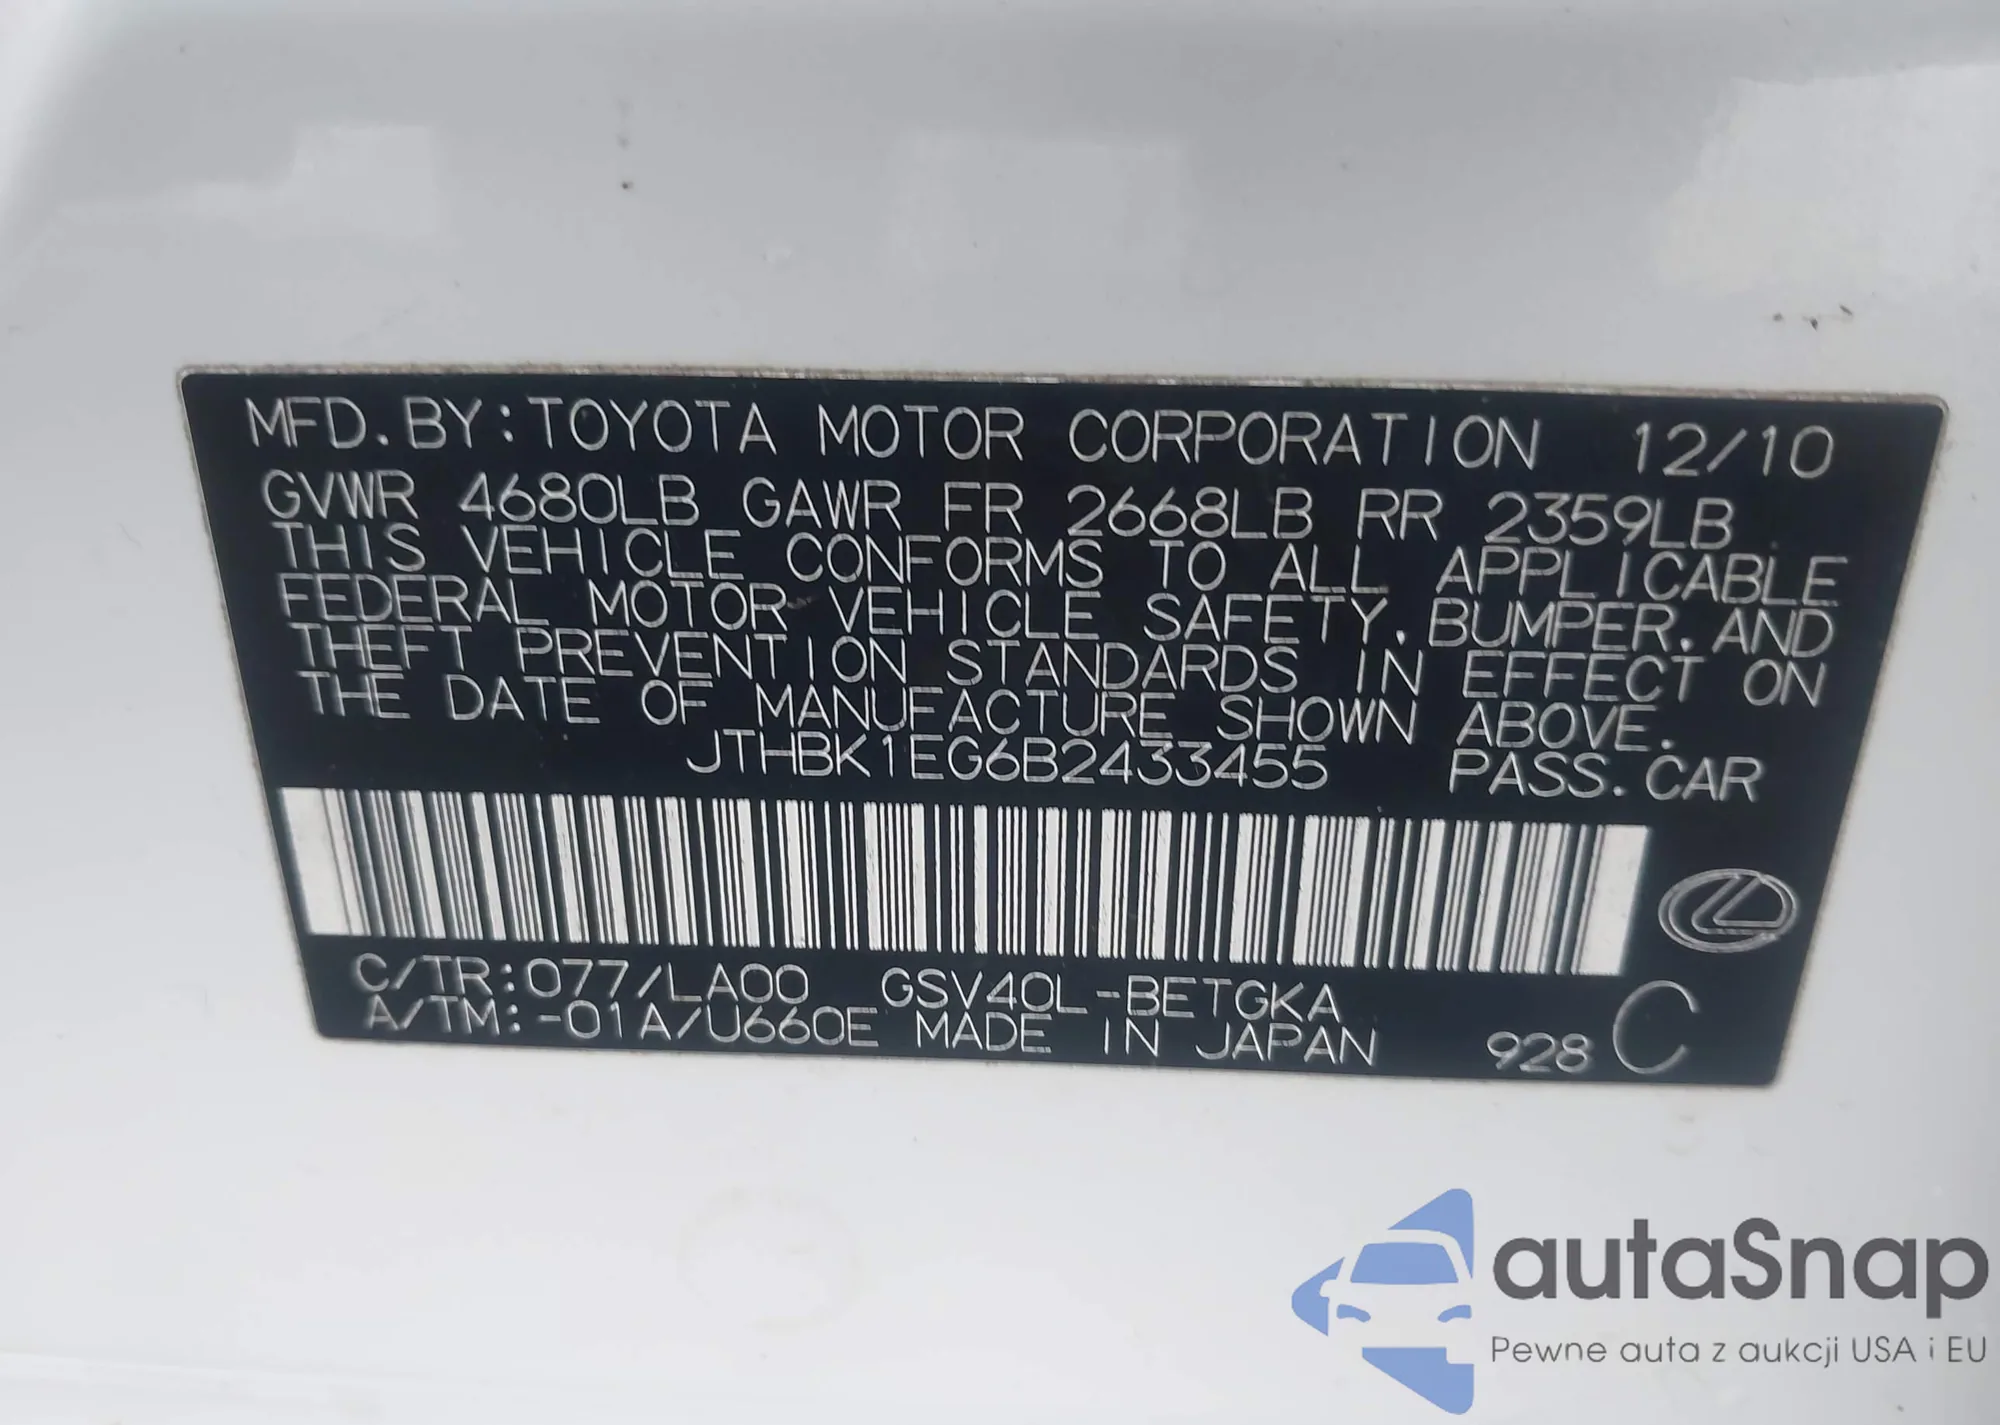 MFD. BY: TOYOTA MOTOR CORPORATION 12/10
GVWR 4680LB GAWR FR 2668LB RR 2359LB
THIS VEHICLE CONFORMS TO ALL APPLICABLE
FEDERAL MOTOR VEHICLE SAFETY, BUMPER, AND
THEFT PREVENTION STANDARDS IN EFFECT ON
THE DATE OF MANUFACTURE SHOWN ABOVE.
JTHBK1EG6B2433455 PASS. CAR
C/TR: 077/LA00 GSV40L-BETGKA
A/TM: -01A/U660E MADE IN JAPAN 928 C
autaSnap
Pewne auta z aukcji USA i EU